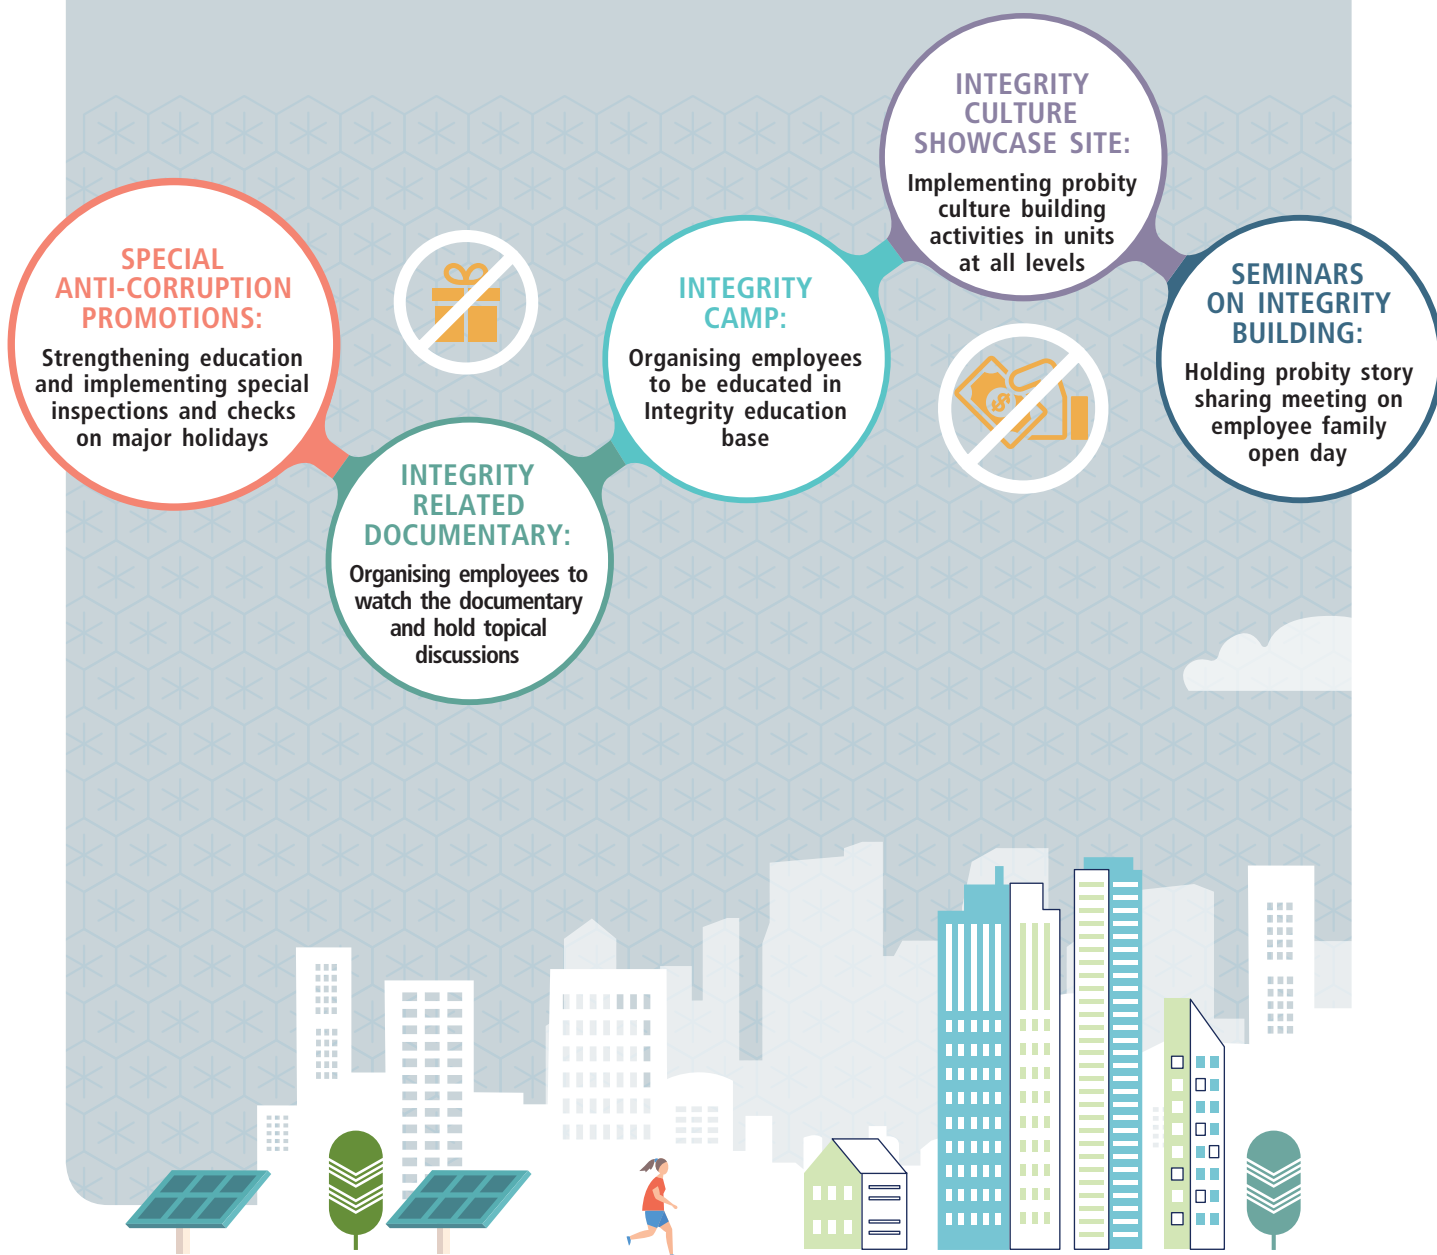 SPECIAL
ANTI-CORRUPTION
PROMOTIONS:
Strengthening education
and implementing special
inspections and checks
on major holidays
INTEGRITY
RELATED
DOCUMENTARY:
Organising employees to
watch the documentary
and hold topical
discussions
INTEGRITY
CAMP:
Organising employees
to be educated in
Integrity education
base
INTEGRITY
CULTURE
SHOWCASE SITE:
Implementing probity
culture building
activities in units
at all levels
SEMINARS
ON INTEGRITY
BUILDING:
Holding probity story
sharing meeting on
employee family
open day
$